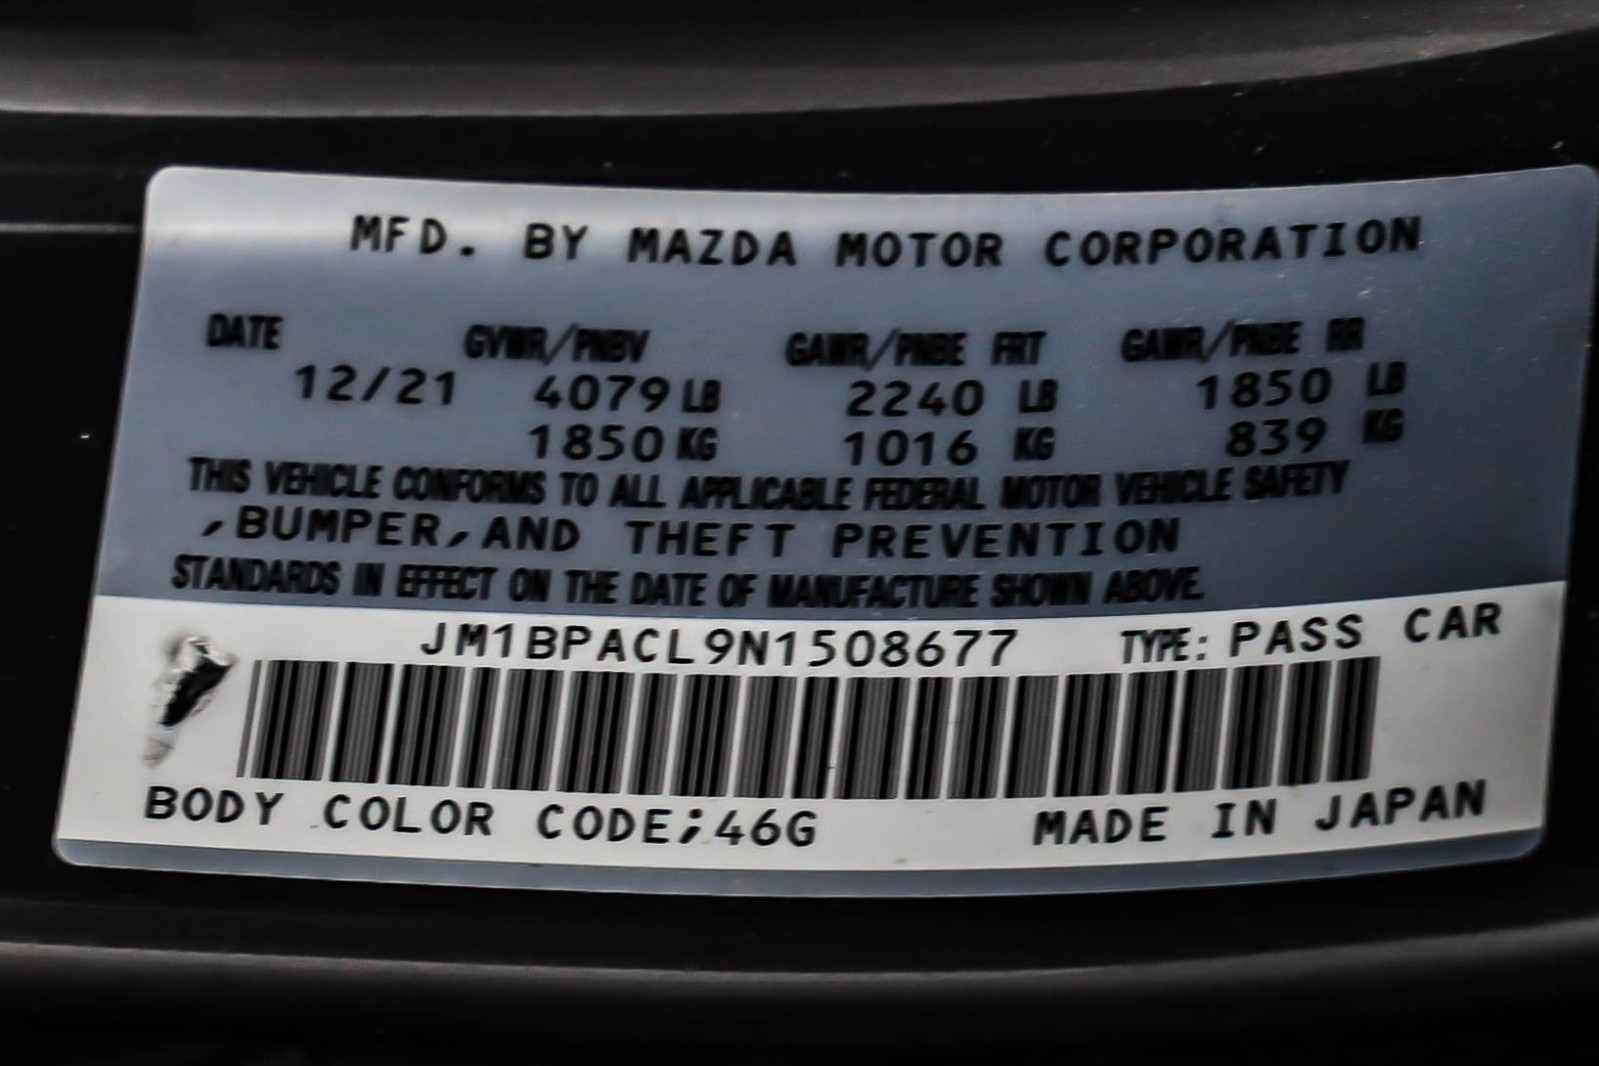 MFD. BY MAZDA MOTOR CORPORATION
DATE GVWR/PNBV GAWR/PNBE FRT GAWR/PNBE RR
12/21 4079 LB 2240 LB 1850 LB
1850 KG 1016 KG 839 KG
THIS VEHICLE CONFORMS TO ALL APPLICABLE FEDERAL MOTOR VEHICLE SAFETY
,BUMPER,AND THEFT PREVENTION
STANDARDS IN EFFECT ON THE DATE OF MANUFACTURE SHOWN ABOVE.
JM1BPACL9N1508677 TYPE: PASS CAR
BODY COLOR CODE;46G MADE IN JAPAN